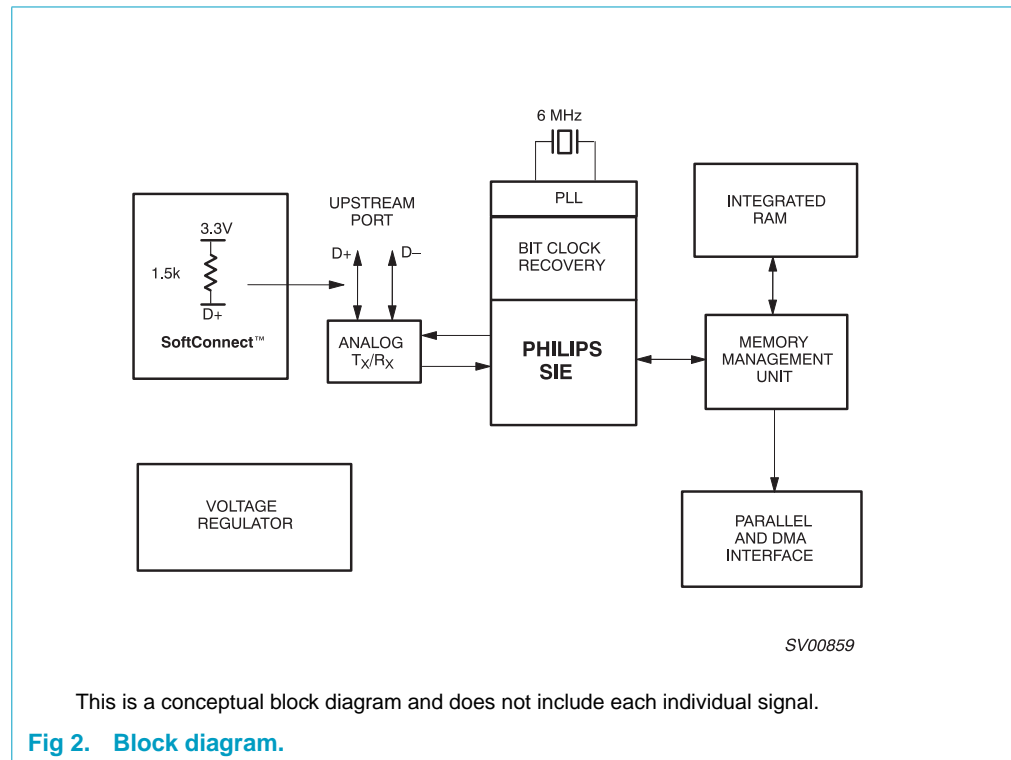 6 MHz
PLL
BIT CLOCK
RECOVERY
PHILIPS
SIE
UPSTREAM
PORT
D+
D–
3.3V
1.5k
D+
SoftConnect™
ANALOG
TX/RX
INTEGRATED
RAM
MEMORY
MANAGEMENT
UNIT
VOLTAGE
REGULATOR
PARALLEL
AND DMA
INTERFACE
SV00859
This is a conceptual block diagram and does not include each individual signal.
Fig 2. Block diagram.